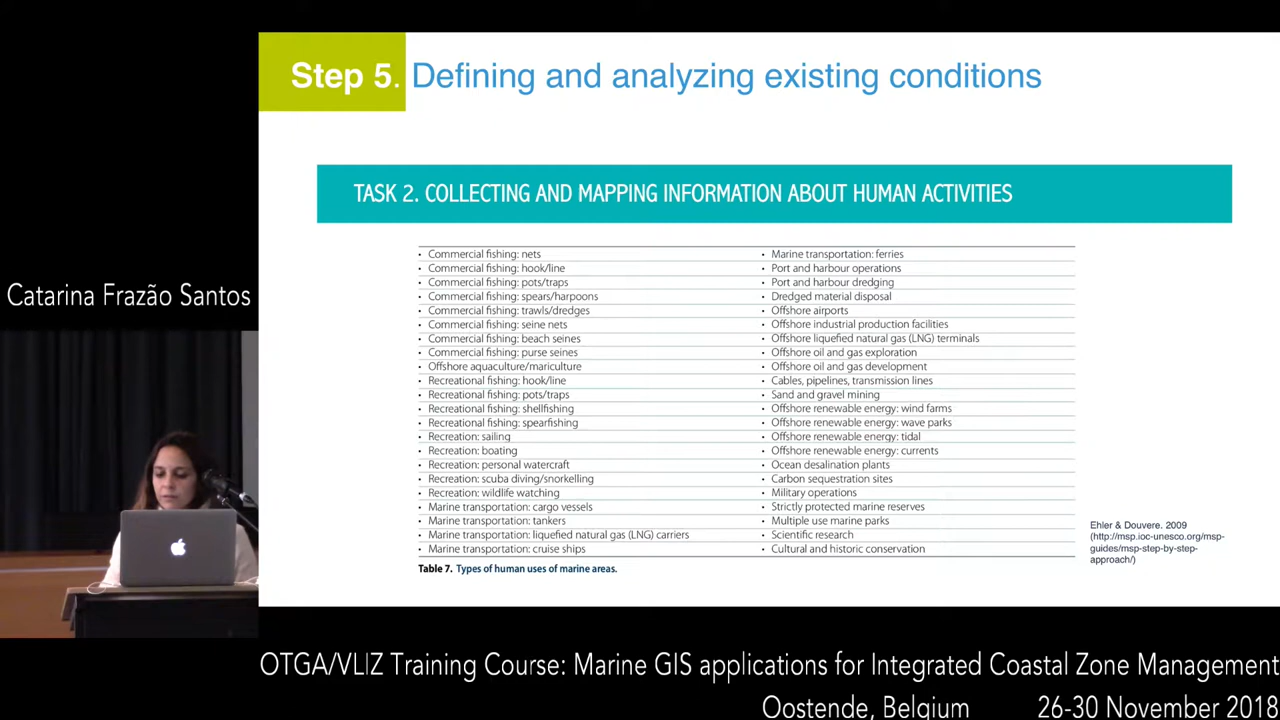 Step 5. Defining and analyzing existing conditions
TASK 2. COLLECTING AND MAPPING INFORMATION ABOUT HUMAN ACTIVITIES
• Commercial fishing: nets
• Commercial fishing: hook/line
• Commercial fishing: pots/traps
• Commercial fishing: spears/harpoons
• Commercial fishing: trawls/dredges
• Commercial fishing: seine nets
• Commercial fishing: beach seines
• Commercial fishing: purse seines
• Offshore aquaculture/mariculture
• Recreational fishing: hook/line
• Recreational fishing: pots/traps
• Recreational fishing: shellfishing
• Recreational fishing: spearfishing
• Recreation: sailing
• Recreation: boating
• Recreation: personal watercraft
• Recreation: scuba diving/snorkelling
• Recreation: wildlife watching
• Marine transportation: cargo vessels
• Marine transportation: tankers
• Marine transportation: liquefied natural gas (LNG) carriers
• Marine transportation: cruise ships
• Marine transportation: ferries
• Port and harbour operations
• Port and harbour dredging
• Dredged material disposal
• Offshore airports
• Offshore industrial production facilities
• Offshore liquefied natural gas (LNG) terminals
• Offshore oil and gas exploration
• Offshore oil and gas development
• Cables, pipelines, transmission lines
• Sand and gravel mining
• Offshore renewable energy: wind farms
• Offshore renewable energy: wave parks
• Offshore renewable energy: tidal
• Offshore renewable energy: currents
• Ocean desalination plants
• Carbon sequestration sites
• Military operations
• Strictly protected marine reserves
• Multiple use marine parks
• Scientific research
• Cultural and historic conservation
Table 7. Types of human uses of marine areas.
Ehler & Douvere. 2009
(http://msp.ioc-unesco.org/msp-
guides/msp-step-by-step-
approach/)
Catarina Frazão Santos
OTGA/VLIZ Training Course: Marine GIS applications for Integrated Coastal Zone Management
Oostende, Belgium 26-30 November 2018